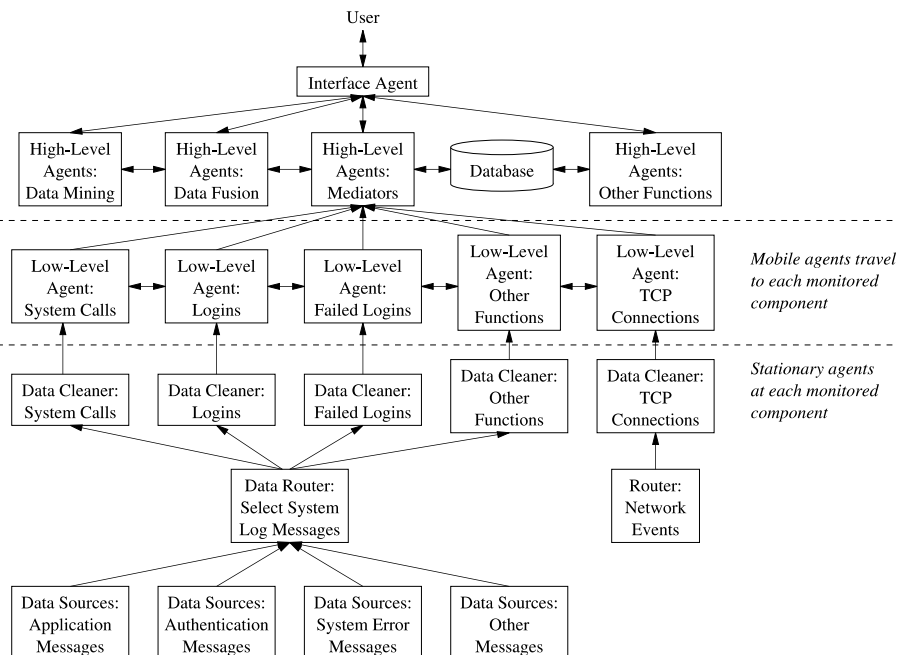 User
Interface Agent
High-Level
Agents:
Data Mining
High-Level
Agents:
Data Fusion
High-Level
Agents:
Mediators
Database
High-Level
Agents:
Other Functions
Low-Level
Agent:
System Calls
Low-Level
Agent:
Logins
Low-Level
Agent:
Failed Logins
Low-Level
Agent:
Other
Functions
Low-Level
Agent:
TCP
Connections
Mobile agents travel
to each monitored
component
Data Cleaner:
System Calls
Data Cleaner:
Logins
Data Cleaner:
Failed Logins
Data Cleaner:
Other
Functions
Data Cleaner:
TCP
Connections
Stationary agents
at each monitored
component
Data Router:
Select System
Log Messages
Router:
Network
Events
Data Sources:
Application
Messages
Data Sources:
Authentication
Messages
Data Sources:
System Error
Messages
Data Sources:
Other
Messages